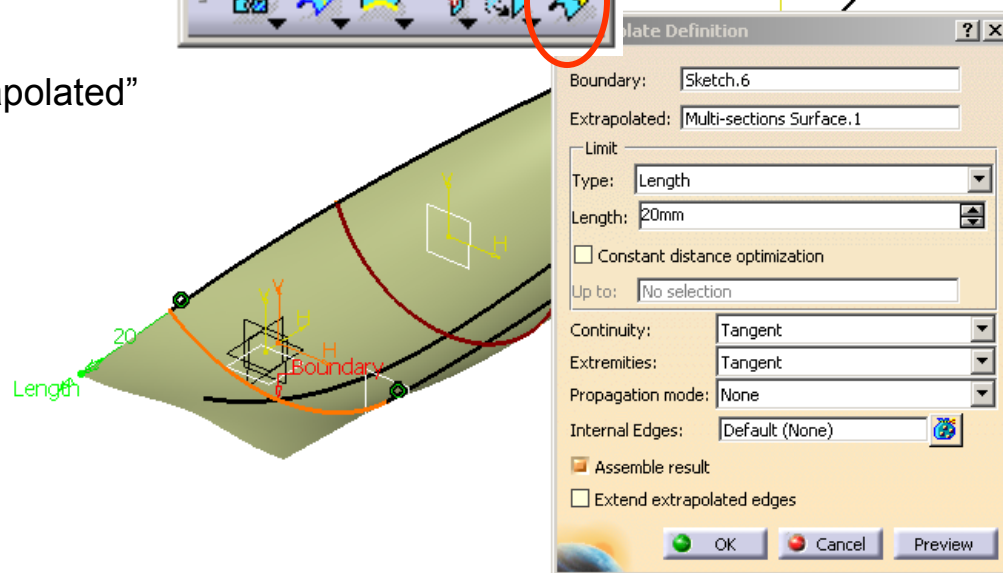 late Definition
apolated”
Boundary: Sketch.6
Extrapolated: Multi-sections Surface.1
Limit
Type: Length
Length: 20mm
Constant distance optimization
Up to: No selection
Continuity: Tangent
Extremities: Tangent
Propagation mode: None
Internal Edges: Default (None)
Assemble result
Extend extrapolated edges
OK Cancel Preview
V
H
V V
H
H
20
Boundary
Length